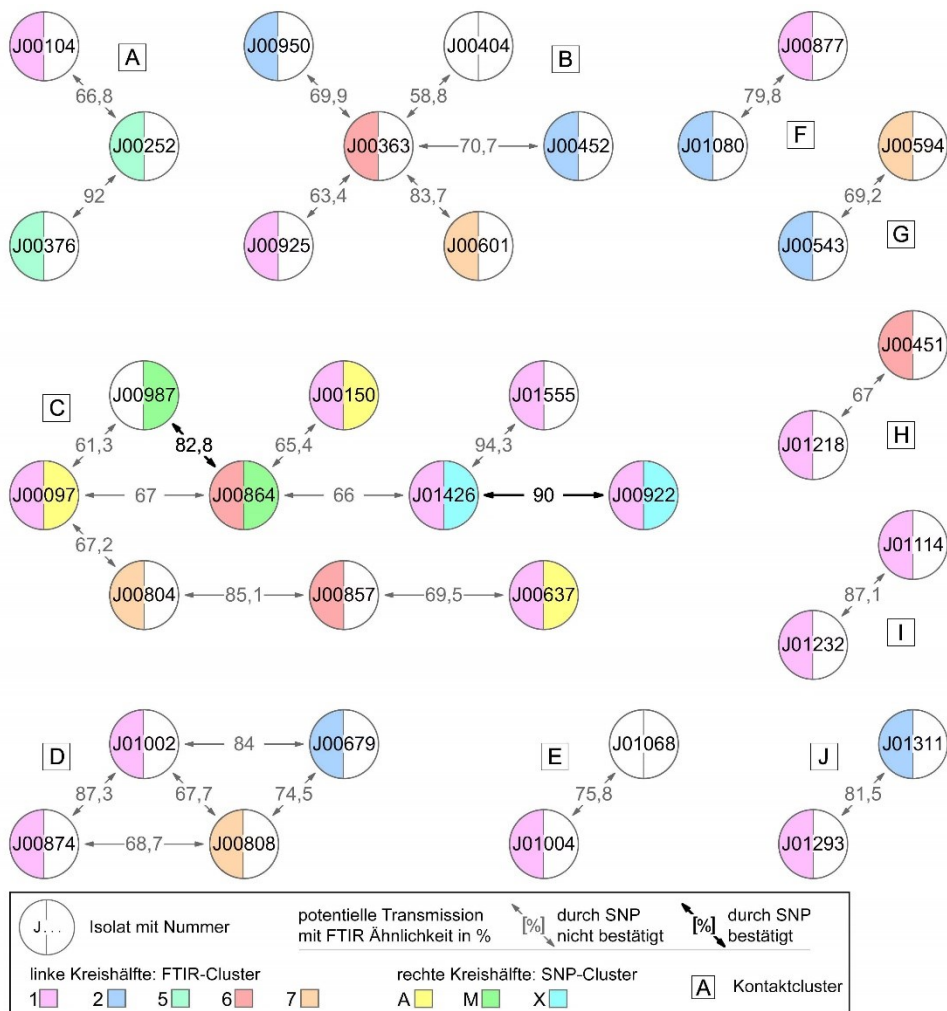 J00104
A
66,8
J00252
92
J00376
J00950
J00404
B
69,9
58,8
J00363
70,7
J00452
63,4
83,7
J00925
J00601
J00877
79,8
J01080
F
J00594
69,2
J00543
G
J00451
67
J01218
H
J01114
87,1
J01232
I
C
J00987
J00150
J01555
61,3
82,8
65,4
94,3
J00097
67
J00864
66
J01426
90
J00922
67,2
J00804
85,1
J00857
69,5
J00637
D
J01002
84
J00679
87,3
67,7
74,5
J00874
68,7
J00808
E
J01068
75,8
J01004
J
J01311
81,5
J01293
J... Isolat mit Nummer
potentielle Transmission
mit FTIR Ähnlichkeit in %
[%] durch SNP
nicht bestätigt
[%] durch SNP
bestätigt
linke Kreishälfte: FTIR-Cluster
1 2 5 6 7
rechte Kreishälfte: SNP-Cluster
A M X
A Kontaktcluster